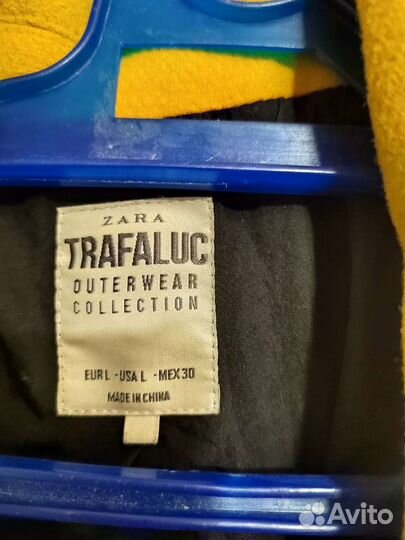 ZARA
TRAFALUC
OUTERWEAR
COLLECTION
EUR L - USA L - MEX 30
MADE IN CHINA
Avito